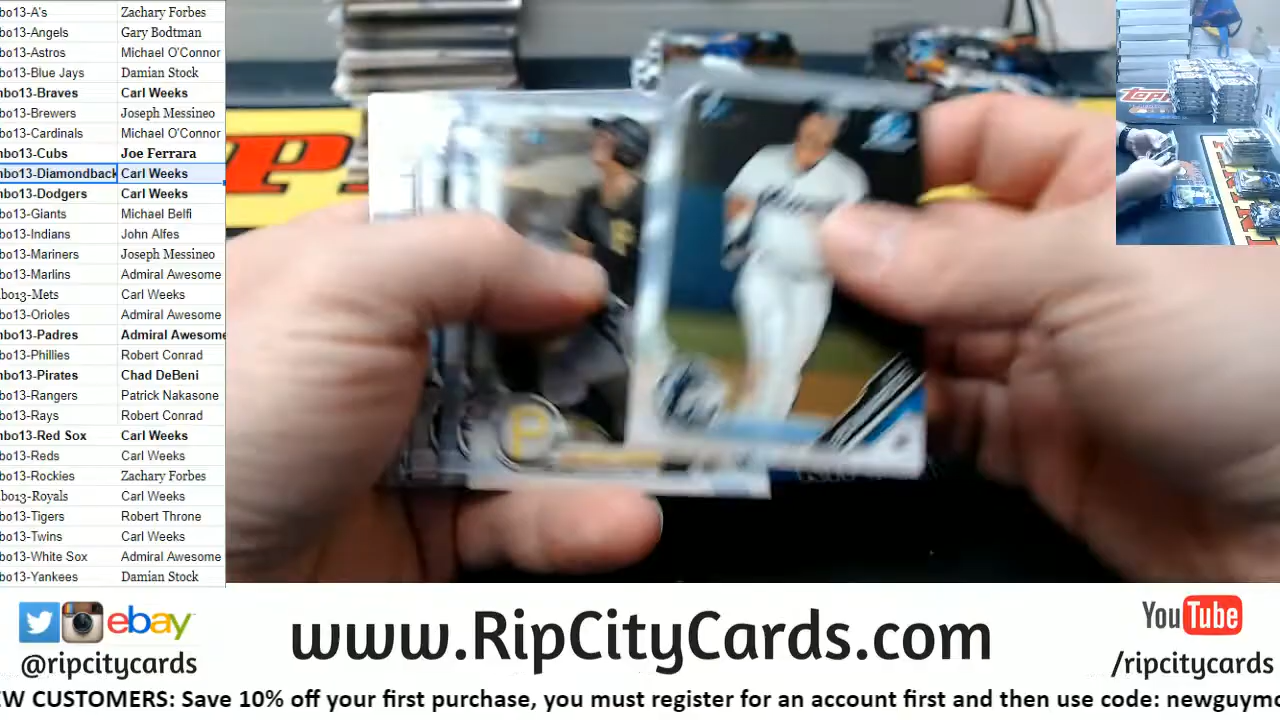 bo13-A's Zachary Forbes
bo13-Angels Gary Bodtman
bo13-Astros Michael O'Connor
bo13-Blue Jays Damian Stock
nbo13-Braves Carl Weeks
bo13-Brewers Joseph Messineo
bo13-Cardinals Michael O'Connor
nbo13-Cubs Joe Ferrara
nbo13-Diamondback Carl Weeks
nbo13-Dodgers Carl Weeks
bo13-Giants Michael Belfi
bo13-Indians John Alfes
bo13-Mariners Joseph Messineo
bo13-Marlins Admiral Awesome
bo13-Mets Carl Weeks
bo13-Orioles Admiral Awesome
nbo13-Padres Admiral Awesome
bo13-Phillies Robert Conrad
nbo13-Pirates Chad DeBeni
bo13-Rangers Patrick Nakasone
bo13-Rays Robert Conrad
nbo13-Red Sox Carl Weeks
bo13-Reds Carl Weeks
bo13-Rockies Zachary Forbes
bo13-Royals Carl Weeks
bo13-Tigers Robert Throne
bo13-Twins Carl Weeks
bo13-White Sox Admiral Awesome
bo13-Yankees Damian Stock
P
P
Topps
ebay
@ripcitycards
www.RipCityCards.com
YouTube
/ripcitycards
EW CUSTOMERS: Save 10% off your first purchase, you must register for an account first and then use code: newguymo